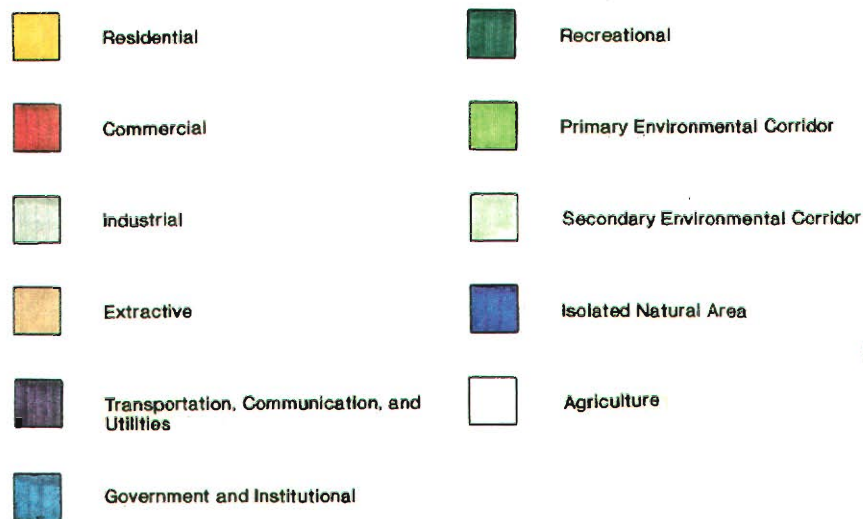 Residential
Commercial
Industrial
Extractive
Transportation, Communication, and
Utilities
Government and Institutional
Recreational
Primary Environmental Corridor
Secondary Environmental Corridor
Isolated Natural Area
Agriculture